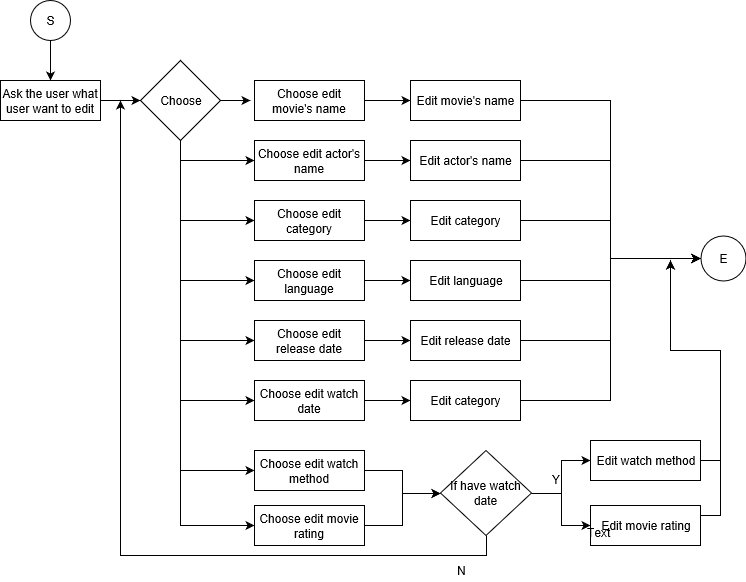 S
Ask the user what
user want to edit
Choose
Choose edit
movie's name
Edit movie's name
Choose edit actor's
name
Edit actor's name
Choose edit
category
Edit category
Choose edit
language
Edit language
E
Choose edit
release date
Edit release date
Choose edit watch
date
Edit category
Choose edit watch
method
If have watch
date
Y
Edit watch method
Choose edit movie
rating
Edit movie rating
Text
N